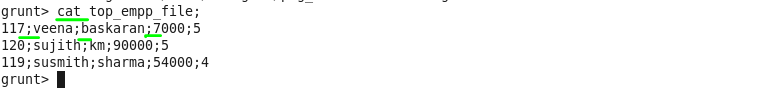 grunt> cat top_empp_file;
117;veena;baskaran;7000;5
120;sujith;km;90000;5
119;susmith;sharma;54000;4
grunt>